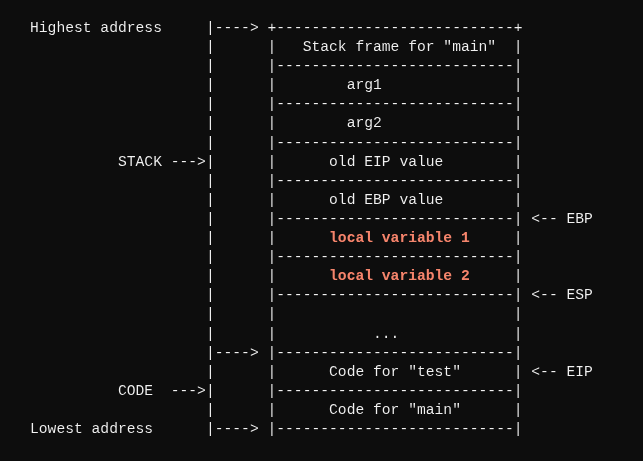 Highest address     |----> +---------------------------+
                    |      |   Stack frame for "main"  |
                    |      |---------------------------|
                    |      |        arg1               |
                    |      |---------------------------|
                    |      |        arg2               |
                    |      |---------------------------|
          STACK --->|      |      old EIP value        |
                    |      |---------------------------|
                    |      |      old EBP value        |
                    |      |---------------------------| <-- EBP
                    |      |      local variable 1     |
                    |      |---------------------------|
                    |      |      local variable 2     |
                    |      |---------------------------| <-- ESP
                    |      |                           |
                    |      |           ...             |
                    |----> |---------------------------|
                    |      |      Code for "test"      | <-- EIP
          CODE  --->|      |---------------------------|
                    |      |      Code for "main"      |
Lowest address      |----> |---------------------------|